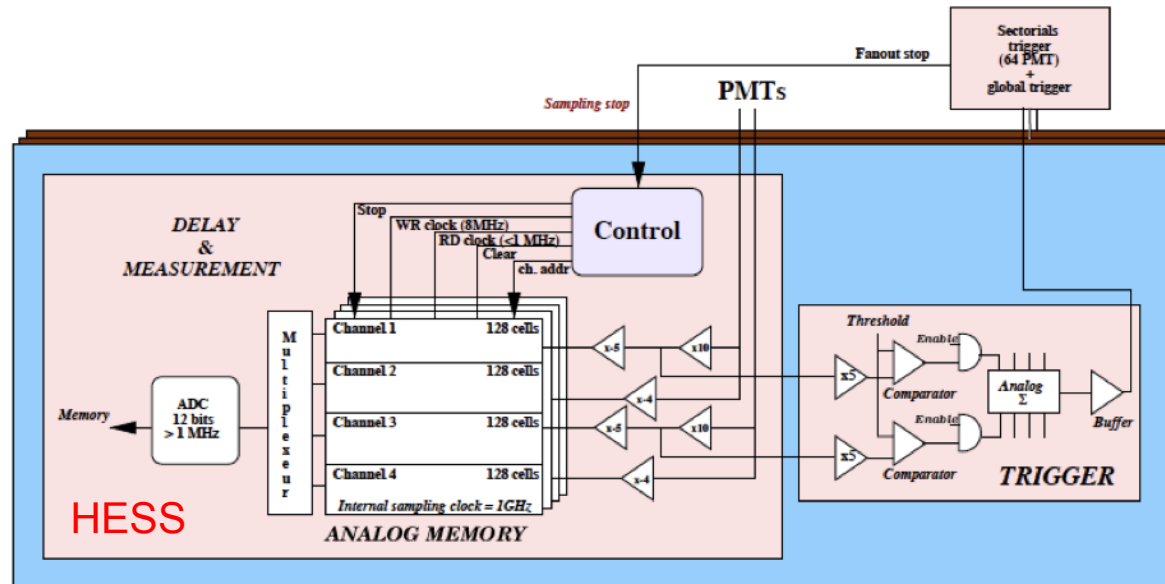 Sectorials
trigger
(64 PMT)
+
global trigger
Fanout stop
PMTs
Sampling stop
DELAY
&
MEASUREMENT
Stop
WR clock (8MHz)
RD clock (<1 MHz)
Clear
ch. addr
Control
Multiplexeur
Channel 1 128 cells
Channel 2 128 cells
Channel 3 128 cells
Channel 4 128 cells
Internal sampling clock = 1GHz
ANALOG MEMORY
x-5
x10
x-4
x-5
x10
x-4
Memory
ADC
12 bits
> 1 MHz
HESS
Threshold
Enable
x5
Comparator
Analog
Σ
Enable
Buffer
x5
Comparator
TRIGGER